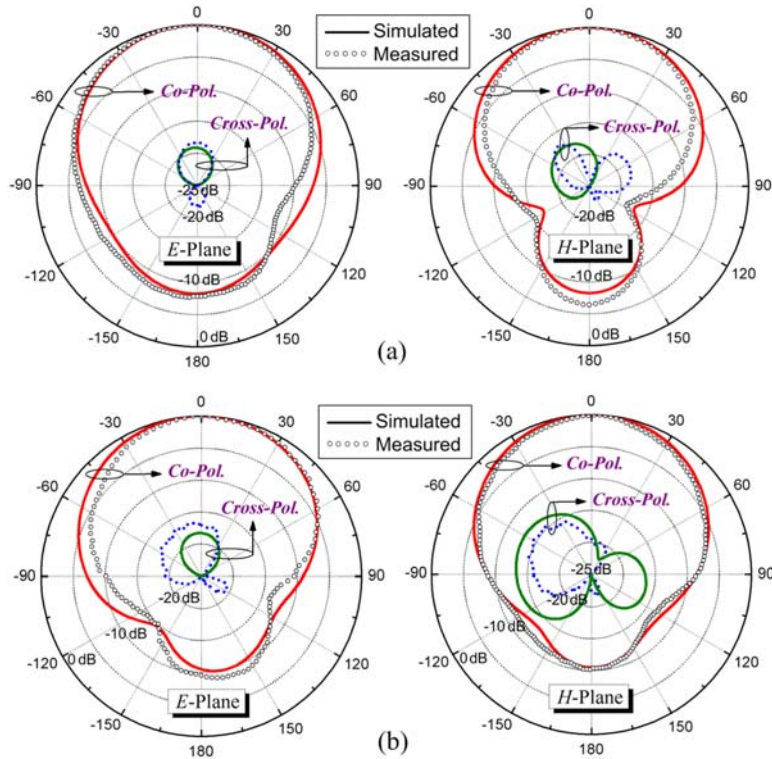 0
-30
30
-60
60
-90
90
-120
120
-150
150
180
Co-Pol.
Cross-Pol.
-25 dB
-20 dB
-10 dB
0 dB
E-Plane
Simulated
Measured
0
-30
30
-60
60
-90
90
-120
120
-150
150
180
Co-Pol.
Cross-Pol.
-20 dB
-10 dB
0 dB
H-Plane
(a)
0
-30
30
-60
60
-90
90
-120
120
-150
150
180
Co-Pol.
Cross-Pol.
-20 dB
-10 dB
0 dB
E-Plane
Simulated
Measured
0
-30
30
-60
60
-90
90
-120
120
-150
150
180
Co-Pol.
Cross-Pol.
-25 dB
-20 dB
-10 dB
0 dB
H-Plane
(b)